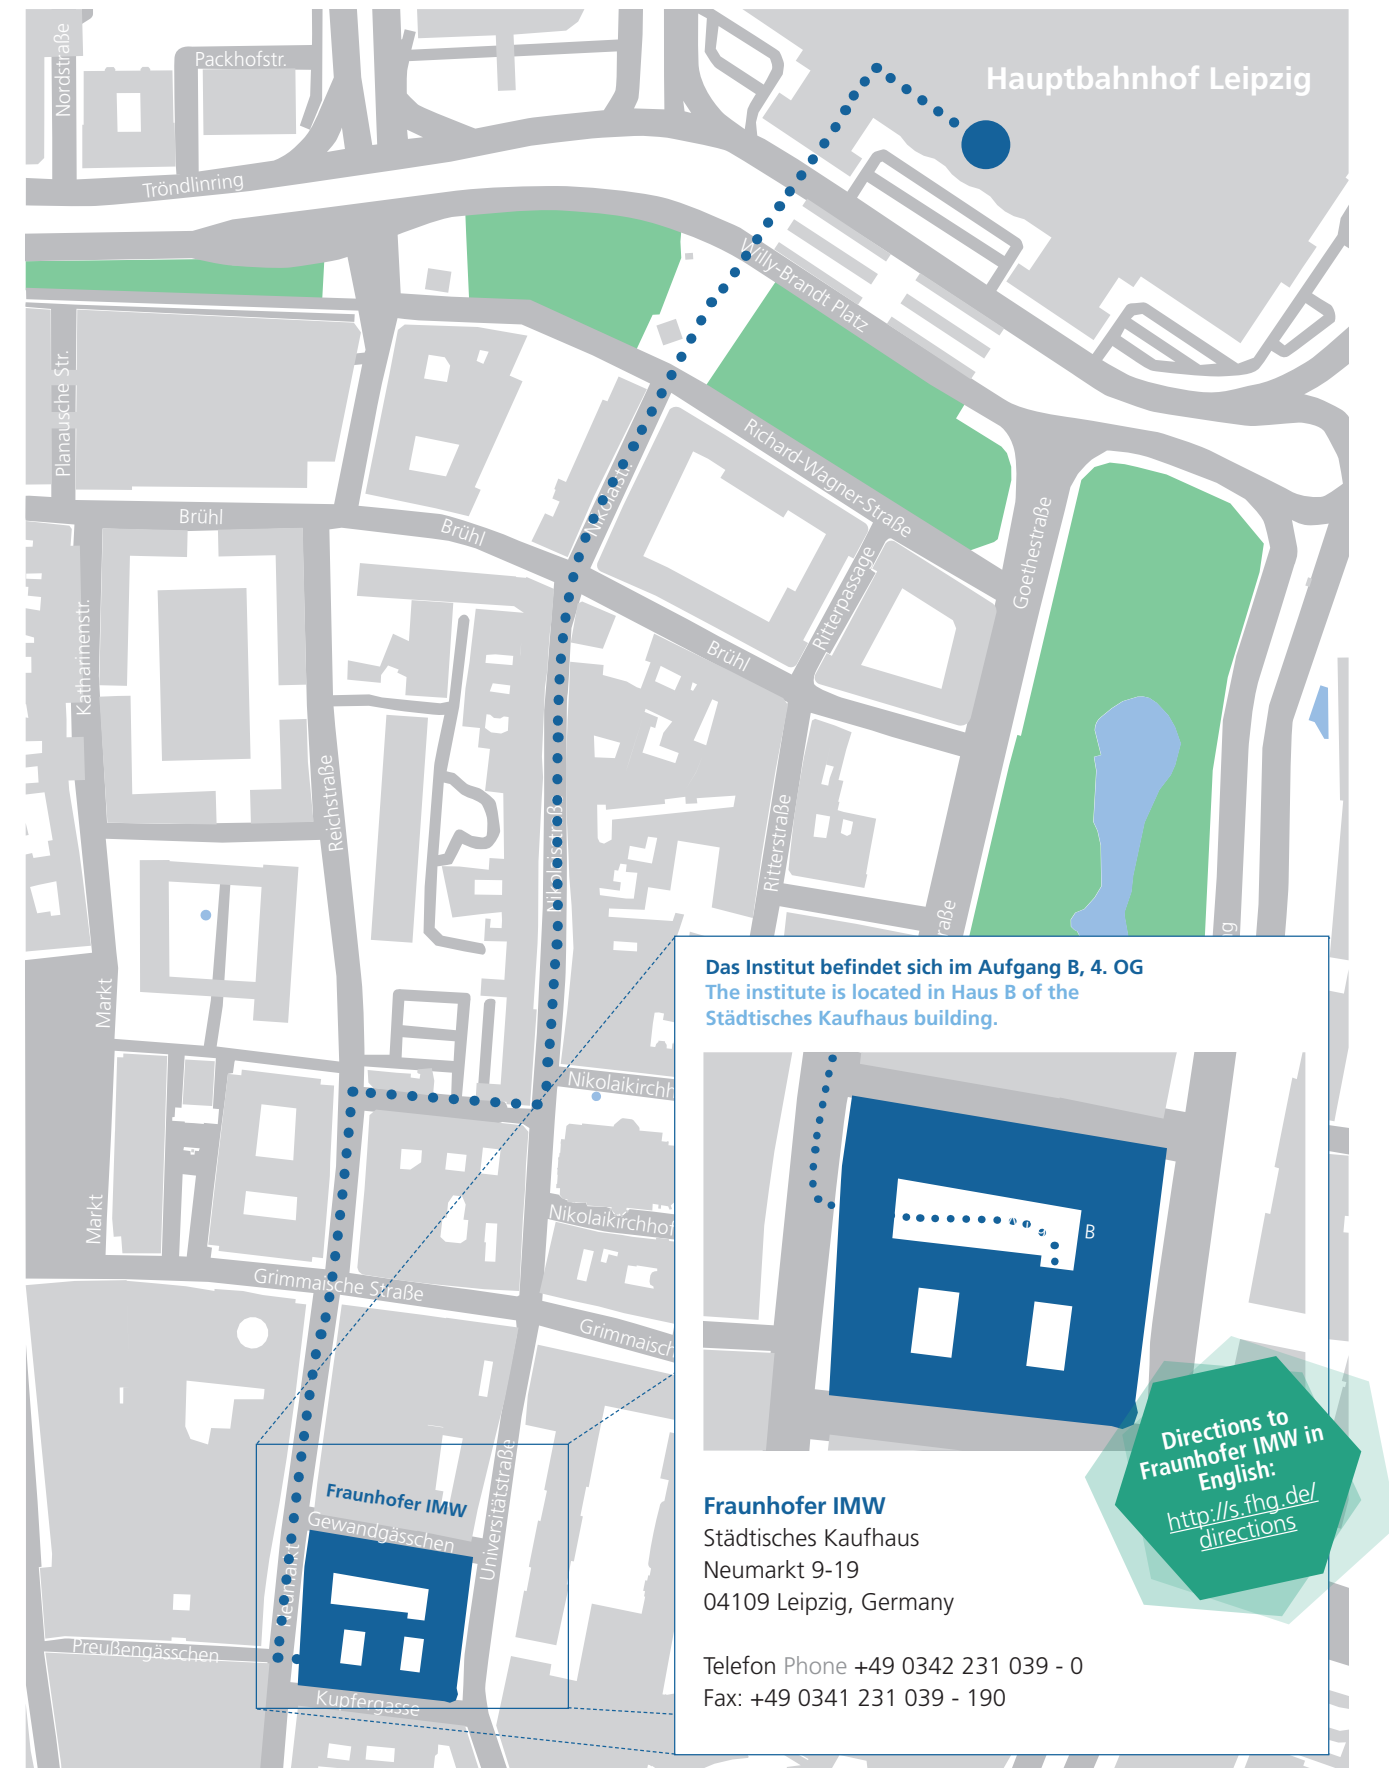 Hauptbahnhof Leipzig
Nordstraße
Packhofstr.
Tröndlinring
Willy-Brandt Platz
Planausche Str.
Richard-Wagner-Straße
Nikolaistr.
Brühl
Brühl
Goethestraße
Ritterpassage
Katharinenstr.
Brühl
Reichstraße
Ritterstraße
raße
Markt
Nikolaikirchh
Markt
Nikolaikirchhof
Grimmaische Straße
Grimmaisch
Fraunhofer IMW
Gewandgässchen
Universitätstraße
Neumarkt
Preußengässchen
Kupfergasse
Das Institut befindet sich im Aufgang B, 4. OG
The institute is located in Haus B of the
Städtisches Kaufhaus building.
B
Directions to
Fraunhofer IMW in
English:
http://s.fhg.de/
directions
Fraunhofer IMW
Städtisches Kaufhaus
Neumarkt 9-19
04109 Leipzig, Germany
Telefon Phone +49 0342 231 039 - 0
Fax: +49 0341 231 039 - 190